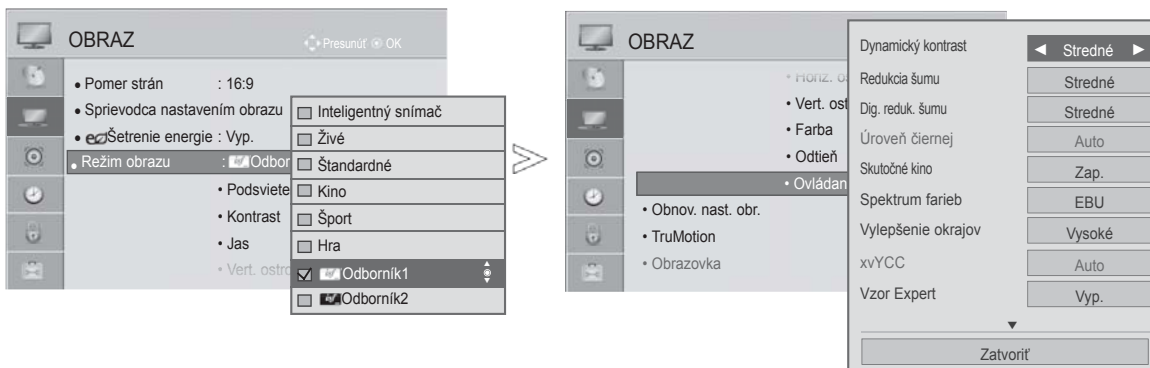 OBRAZ
Presunúť OK
• Pomer strán : 16:9
• Sprievodca nastavením obrazu
• Šetrenie energie : Vyp.
• Režim obrazu : Odbor
• Podsviete
• Kontrast
• Jas
• Vert. ostro
Inteligentný snímač
Živé
Štandardné
Kino
Šport
Hra
Odborník1
Odborník2
OBRAZ
• Horiz. o
• Vert. ost
• Farba
• Odtieň
• Ovládan
• Obnov. nast. obr.
• TruMotion
• Obrazovka
Dynamický kontrast ◄ Stredné ►
Redukcia šumu Stredné
Dig. reduk. šumu Stredné
Úroveň čiernej Auto
Skutočné kino Zap.
Spektrum farieb EBU
Vylepšenie okrajov Vysoké
xvYCC Auto
Vzor Expert Vyp.
▼
Zatvoriť